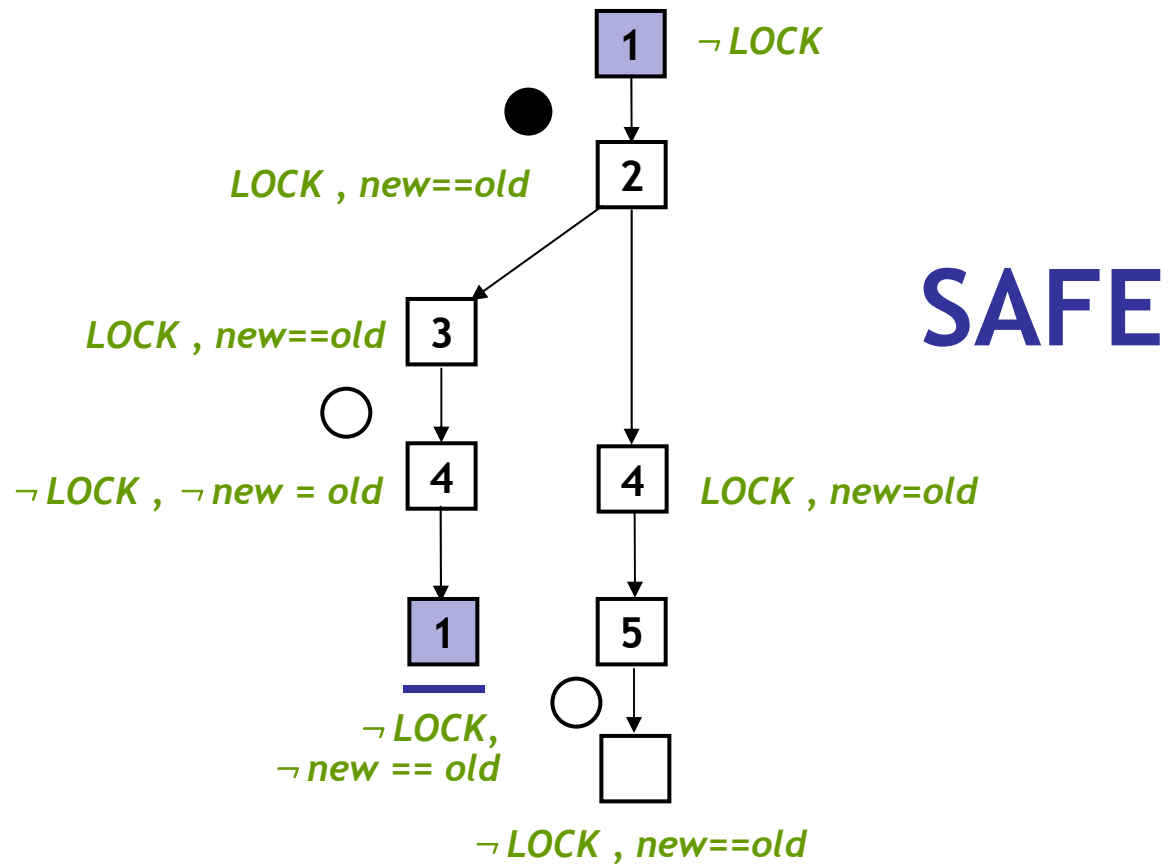 1 ¬ LOCK
LOCK , new==old 2
SAFE
LOCK , new==old 3
¬ LOCK , ¬ new = old 4
4 LOCK , new=old
1
5
¬ LOCK,
¬ new == old
¬ LOCK , new==old